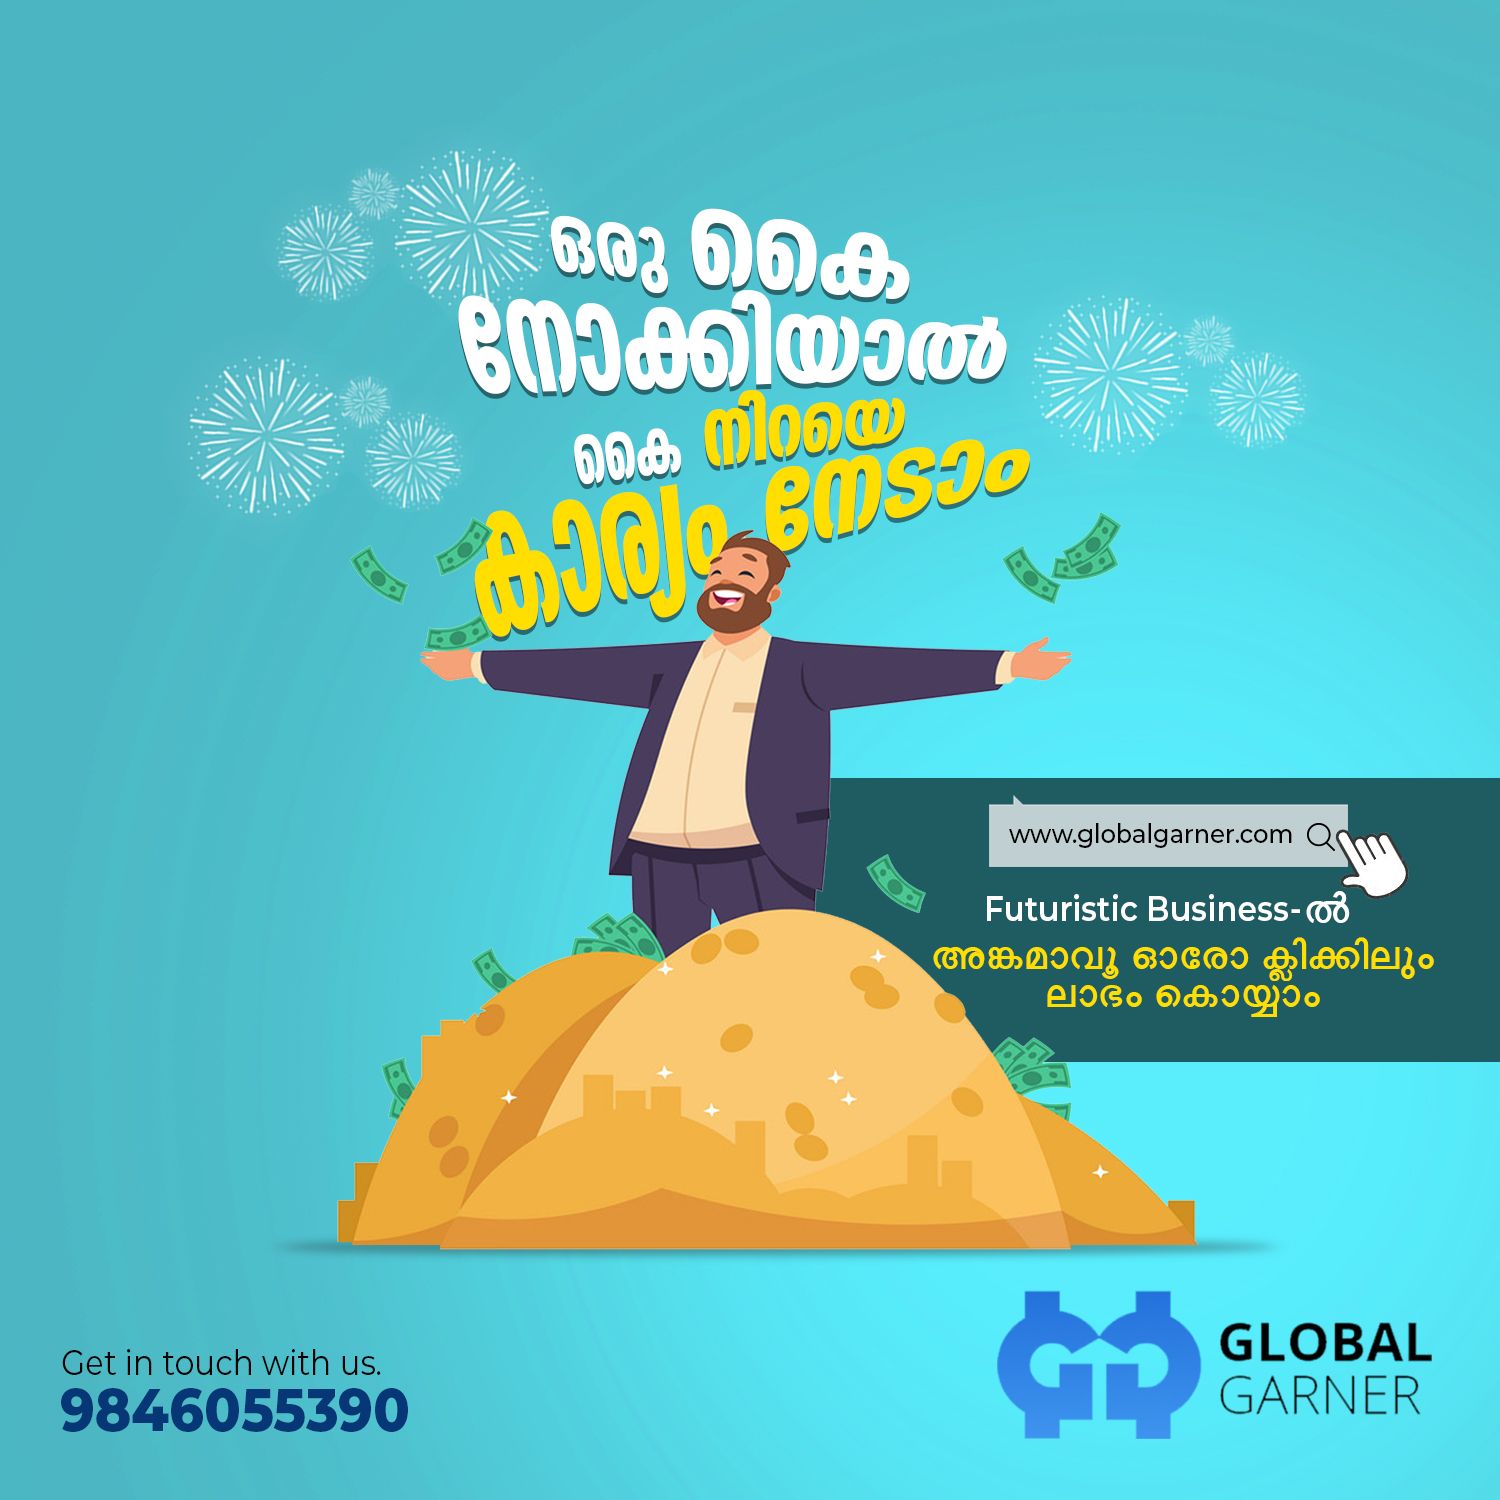 ഒരു കൈ
നോക്കിയാൽ
കൈ നിറയെ
കാര്യം നേടാം
www.globalgarner.com
Futuristic Business-ൽ
അങ്കമാവൂ ഓരോ ക്ലിക്കിലും
ലാഭം കൊയ്യാം
Get in touch with us.
9846055390
GLOBAL
GARNER